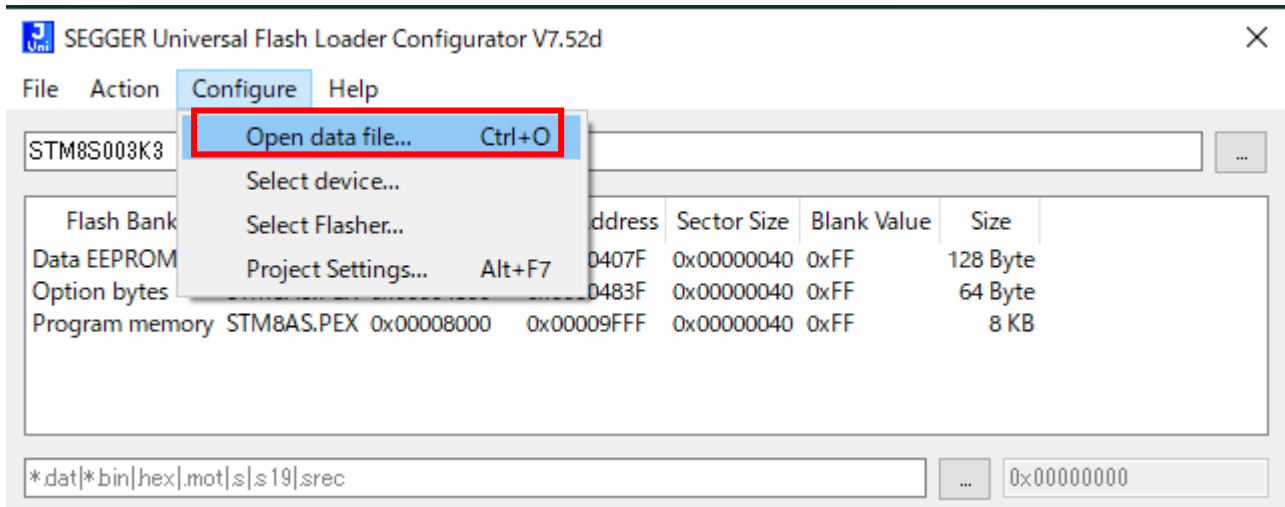 J Uni SEGGER Universal Flash Loader Configurator V7.52d
File Action Configure Help
Open data file... Ctrl+O
STM8S003K3 ...
Select device...
Flash Bank Address Sector Size Blank Value Size
Select Flasher...
Data EEPROM 0407F 0x00000040 0xFF 128 Byte
Project Settings... Alt+F7
Option bytes 0483F 0x00000040 0xFF 64 Byte
Program memory STM8AS.PEX 0x00008000 0x00009FFF 0x00000040 0xFF 8 KB
*.dat|*.bin|.hex|.mot|.s|.s19|.srec ... 0x00000000